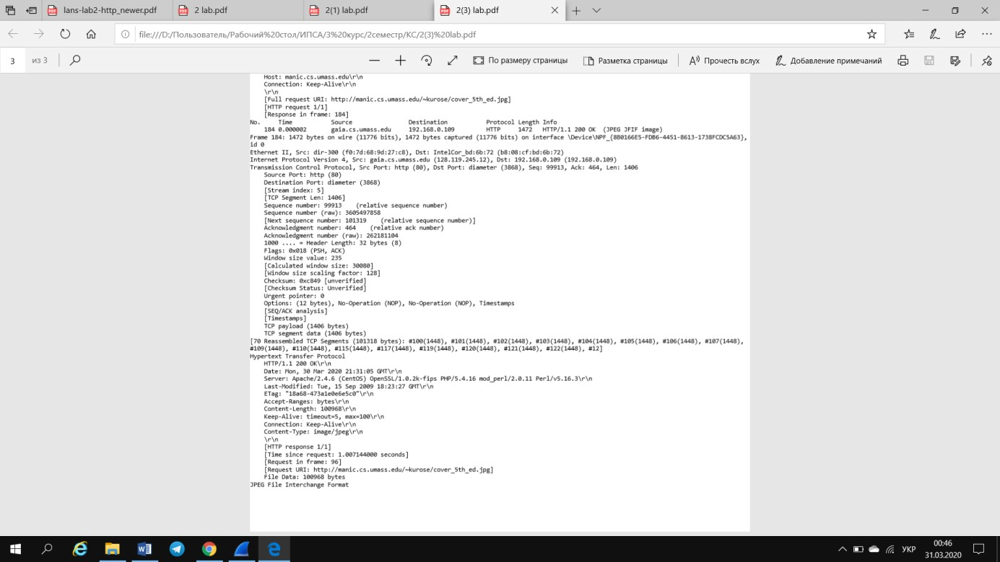 lans-lab2-http_newer.pdf
2 lab.pdf
2(1) lab.pdf
2(3) lab.pdf
file:///D:/Пользователь/Рабочий%20стол/ИПСА/3%20курс/2семестр/КС/2(3)%20lab.pdf
3 из 3
По размеру страницы
Разметка страницы
Прочесть вслух
Добавление примечаний
Host: manic.cs.umass.edu\r\n
Connection: Keep-Alive\r\n
\r\n
[Full request URI: http://manic.cs.umass.edu/~kurose/cover_5th_ed.jpg]
[HTTP request 1/1]
[Response in frame: 184]
No. Time Source Destination Protocol Length Info
184 0.000002 gaia.cs.umass.edu 192.168.0.109 HTTP 1472 HTTP/1.1 200 OK (JPEG JFIF image)
Frame 184: 1472 bytes on wire (11776 bits), 1472 bytes captured (11776 bits) on interface \Device\NPF_{8B0166E5-FDB6-4451-8613-1738FCDC5A63},
id 0
Ethernet II, Src: dir-300 (f0:7d:68:9d:27:c8), Dst: IntelCor_bd:6b:72 (b8:08:cf:bd:6b:72)
Internet Protocol Version 4, Src: gaia.cs.umass.edu (128.119.245.12), Dst: 192.168.0.109 (192.168.0.109)
Transmission Control Protocol, Src Port: http (80), Dst Port: diameter (3868), Seq: 99913, Ack: 464, Len: 1406
Source Port: http (80)
Destination Port: diameter (3868)
[Stream index: 5]
[TCP Segment Len: 1406]
Sequence number: 99913 (relative sequence number)
Sequence number (raw): 3605497858
[Next sequence number: 101319 (relative sequence number)]
Acknowledgment number: 464 (relative ack number)
Acknowledgment number (raw): 262181104
1000 .... = Header Length: 32 bytes (8)
Flags: 0x018 (PSH, ACK)
Window size value: 235
[Calculated window size: 30080]
[Window size scaling factor: 128]
Checksum: 0xc849 [unverified]
[Checksum Status: Unverified]
Urgent pointer: 0
Options: (12 bytes), No-Operation (NOP), No-Operation (NOP), Timestamps
[SEQ/ACK analysis]
[Timestamps]
TCP payload (1406 bytes)
TCP segment data (1406 bytes)
[70 Reassembled TCP Segments (101318 bytes): #100(1448), #101(1448), #102(1448), #103(1448), #104(1448), #105(1448), #106(1448), #107(1448),
#109(1448), #110(1448), #115(1448), #117(1448), #119(1448), #120(1448), #121(1448), #122(1448), #12]
Hypertext Transfer Protocol
HTTP/1.1 200 OK\r\n
Date: Mon, 30 Mar 2020 21:31:05 GMT\r\n
Server: Apache/2.4.6 (CentOS) OpenSSL/1.0.2k-fips PHP/5.4.16 mod_perl/2.0.11 Perl/v5.16.3\r\n
Last-Modified: Tue, 15 Sep 2009 18:23:27 GMT\r\n
ETag: "18a68-473a1e0e6e5c0"\r\n
Accept-Ranges: bytes\r\n
Content-Length: 100968\r\n
Keep-Alive: timeout=5, max=100\r\n
Connection: Keep-Alive\r\n
Content-Type: image/jpeg\r\n
\r\n
[HTTP response 1/1]
[Time since request: 1.007144000 seconds]
[Request in frame: 96]
[Request URI: http://manic.cs.umass.edu/~kurose/cover_5th_ed.jpg]
File Data: 100968 bytes
JPEG File Interchange Format
УКР
00:46
31.03.2020